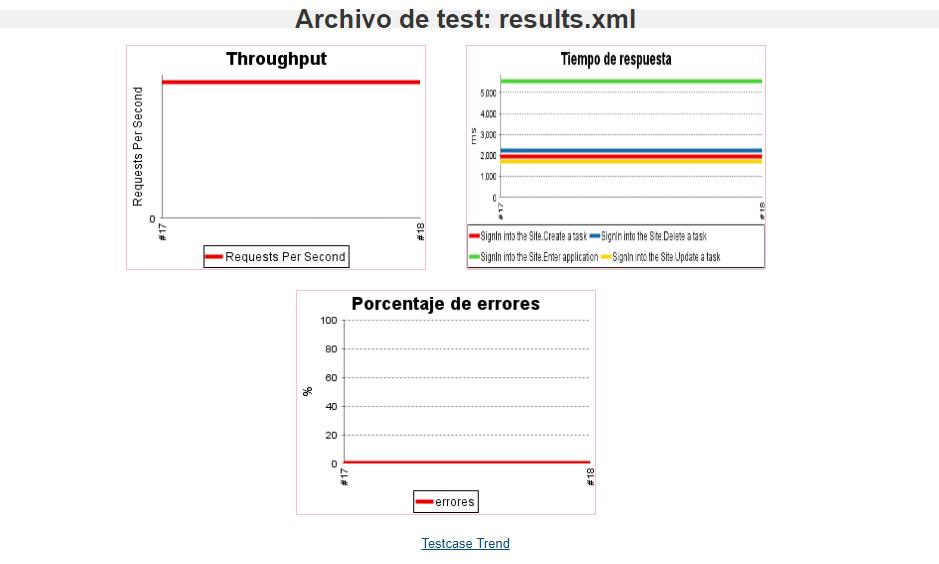 Archivo de test: results.xml
Throughput
Requests Per Second
0
#17
#18
Requests Per Second
Tiempo de respuesta
ms
5,000
4,000
3,000
2,000
1,000
0
#17
#18
SignIn into the Site.Create a task SignIn into the Site.Delete a task
SignIn into the Site.Enter application SignIn into the Site.Update a task
Porcentaje de errores
%
100
80
60
40
20
0
#17
#18
errores
Testcase Trend